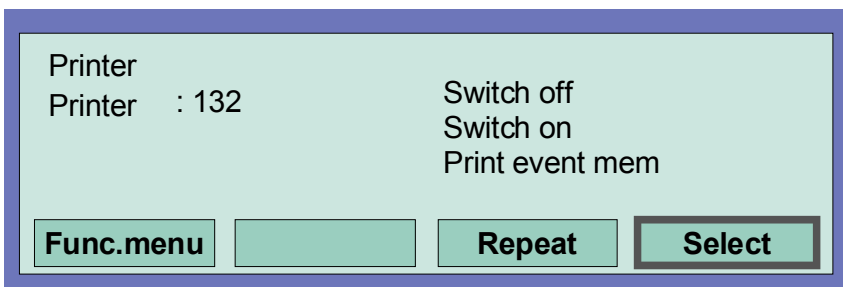 Printer
Printer : 132
Switch off
Switch on
Print event mem
Func.menu Repeat Select